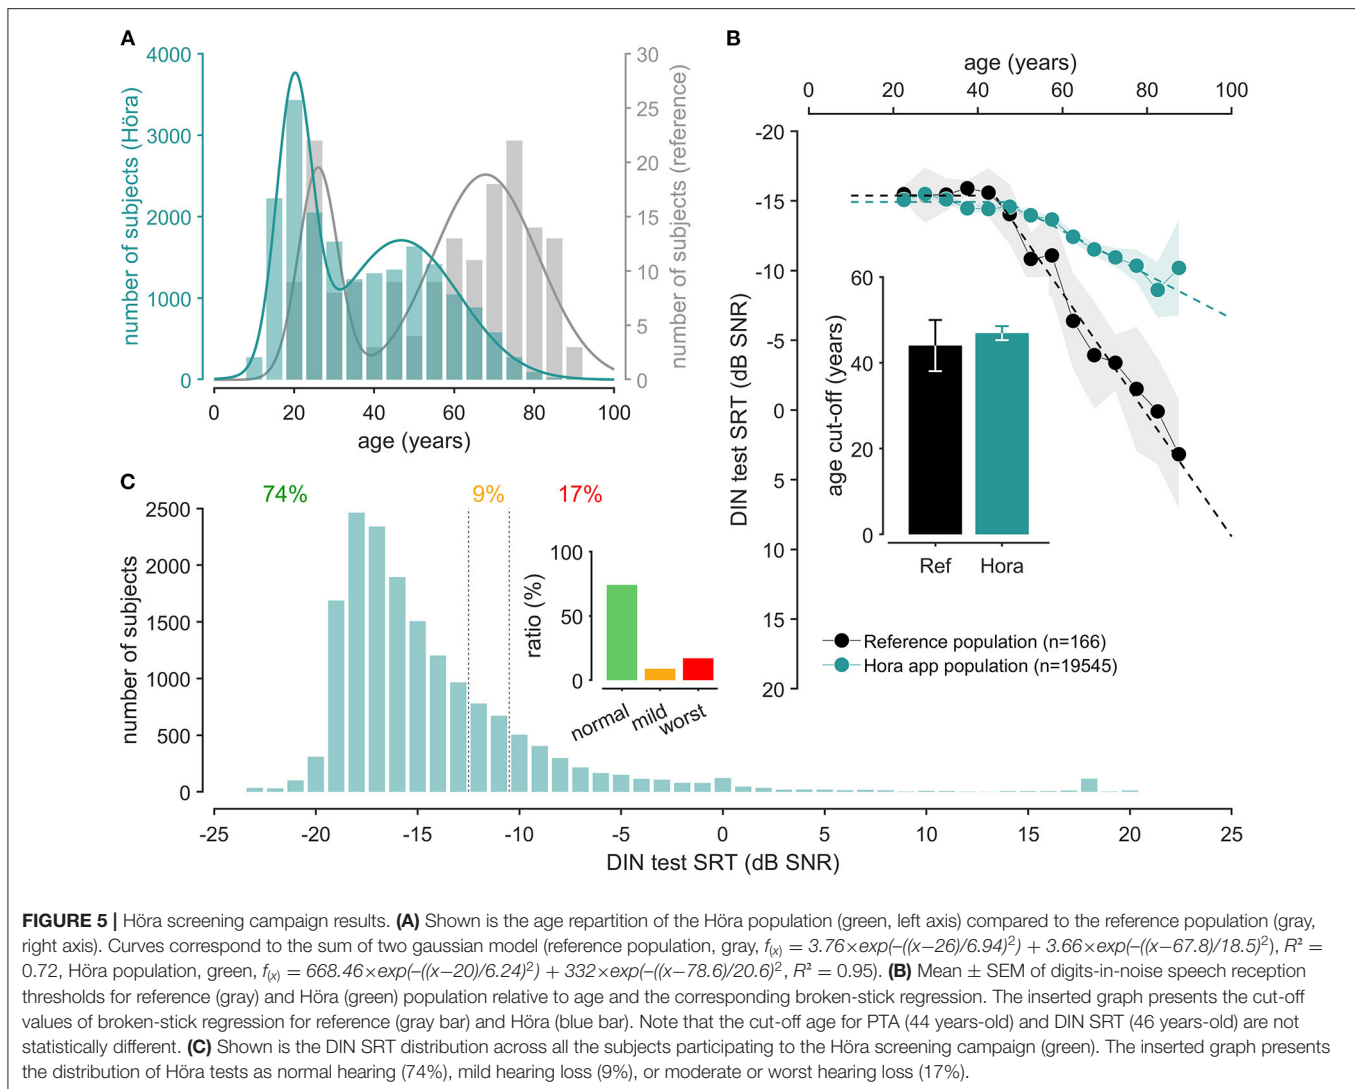 A
B
4000
3000
2000
1000
0
number of subjects (Höra)
30
25
20
15
10
5
0
number of subjects (reference)
0 20 40 60 80 100
age (years)
age (years)
0 20 40 60 80 100
-20
-15
-10
-5
0
5
10
15
20
DIN test SRT (dB SNR)
60
40
20
0
age cut-off (years)
Ref Hora
Reference population (n=166)
Hora app population (n=19545)
C
74% 9% 17%
2500
2000
1500
1000
500
0
number of subjects
100
50
0
ratio (%)
normal mild worst
-25 -20 -15 -10 -5 0 5 10 15 20 25
DIN test SRT (dB SNR)
FIGURE 5 | Höra screening campaign results. (A) Shown is the age repartition of the Höra population (green, left axis) compared to the reference population (gray,
right axis). Curves correspond to the sum of two gaussian model (reference population, gray, f(x) = 3.76×exp(–((x–26)/6.94)²) + 3.66×exp(–((x–67.8)/18.5)²), R² =
0.72, Höra population, green, f(x) = 668.46×exp(–((x–20)/6.24)²) + 332×exp(–((x–78.6)/20.6)², R² = 0.95). (B) Mean ± SEM of digits-in-noise speech reception
thresholds for reference (gray) and Höra (green) population relative to age and the corresponding broken-stick regression. The inserted graph presents the cut-off
values of broken-stick regression for reference (gray bar) and Höra (blue bar). Note that the cut-off age for PTA (44 years-old) and DIN SRT (46 years-old) are not
statistically different. (C) Shown is the DIN SRT distribution across all the subjects participating to the Höra screening campaign (green). The inserted graph presents
the distribution of Höra tests as normal hearing (74%), mild hearing loss (9%), or moderate or worst hearing loss (17%).